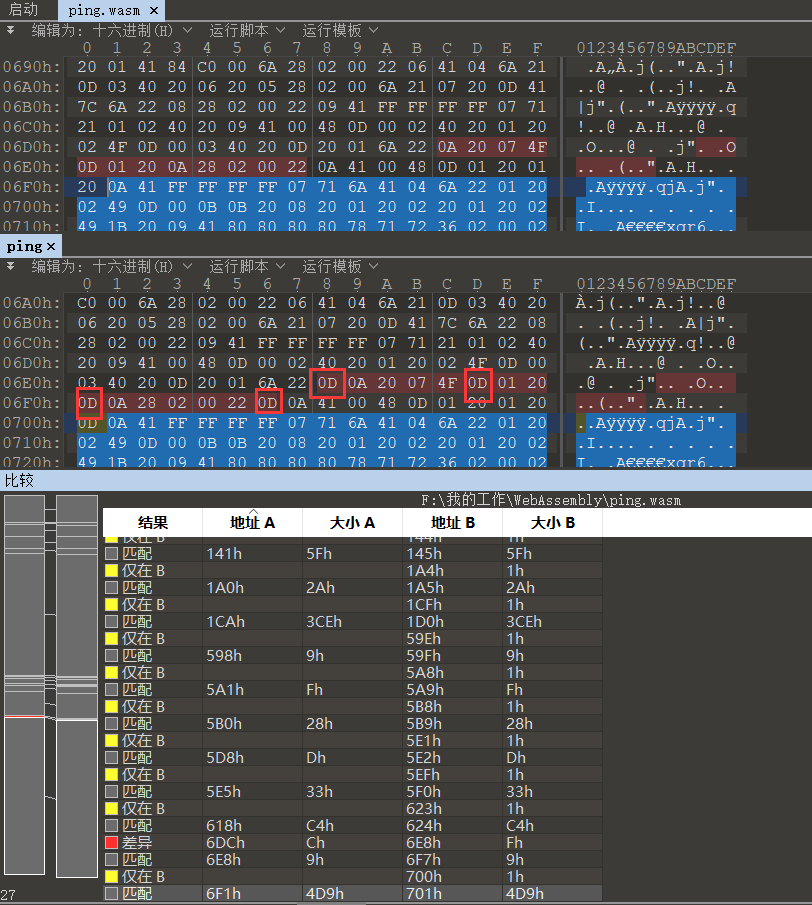 启动 ping.wasm ×
编辑为: 十六进制(H) 运行脚本 运行模板
0 1 2 3 4 5 6 7 8 9 A B C D E F 0123456789ABCDEF
0690h: 20 01 41 84 C0 00 6A 28 02 00 22 06 41 04 6A 21 .A„À.j(..".A.j!
06A0h: 0D 03 40 20 06 20 05 28 02 00 6A 21 07 20 0D 41 ..@ . .(..j!. .A
06B0h: 7C 6A 22 08 28 02 00 22 09 41 FF FF FF FF 07 71 |j".(..".Aÿÿÿÿ.q
06C0h: 21 01 02 40 20 09 41 00 48 0D 00 02 40 20 01 20 !..@ .A.H...@ .
06D0h: 02 4F 0D 00 03 40 20 0D 20 01 6A 22 0A 20 07 4F .O...@ . .j". .O
06E0h: 0D 01 20 0A 28 02 00 22 0A 41 00 48 0D 01 20 01 .. .(..".A.H.. .
06F0h: 20 0A 41 FF FF FF FF 07 71 6A 41 04 6A 22 01 20 .Aÿÿÿÿ.qjA.j".
0700h: 02 49 0D 00 0B 0B 20 08 20 01 20 02 20 01 20 02 .I.... . . . . .
0710h: 49 1B 20 09 41 80 80 80 80 78 71 72 36 02 00 02 I. .A€€€€xqr6...
ping ×
编辑为: 十六进制(H) 运行脚本 运行模板
0 1 2 3 4 5 6 7 8 9 A B C D E F 0123456789ABCDEF
06A0h: C0 00 6A 28 02 00 22 06 41 04 6A 21 0D 03 40 20 À.j(..".A.j!..@
06B0h: 06 20 05 28 02 00 6A 21 07 20 0D 41 7C 6A 22 08 . .(..j!. .A|j".
06C0h: 28 02 00 22 09 41 FF FF FF FF 07 71 21 01 02 40 (..".Aÿÿÿÿ.q!..@
06D0h: 20 09 41 00 48 0D 00 02 40 20 01 20 02 4F 0D 00 .A.H...@ . .O..
06E0h: 03 40 20 0D 20 01 6A 22 0D 0A 20 07 4F 0D 01 20 .@ . .j".. .O..
06F0h: 0D 0A 28 02 00 22 0D 0A 41 00 48 0D 01 20 01 20 ..(.."..A.H.. .
0700h: 0D 0A 41 FF FF FF FF 07 71 6A 41 04 6A 22 01 20 ..Aÿÿÿÿ.qjA.j".
0710h: 02 49 0D 00 0B 0B 20 08 20 01 20 02 20 01 20 02 .I.... . . . . .
0720h: 49 1B 20 09 41 80 80 80 80 78 71 72 36 02 00 02 I. .A€€€€xqr6...
比较
F:\我的工作\WebAssembly\ping.wasm
结果 地址 A 大小 A 地址 B 大小 B
仅在 B 144h 1h
匹配 141h 5Fh 145h 5Fh
仅在 B 1A4h 1h
匹配 1A0h 2Ah 1A5h 2Ah
仅在 B 1CFh 1h
匹配 1CAh 3CEh 1D0h 3CEh
仅在 B 59Eh 1h
匹配 598h 9h 59Fh 9h
仅在 B 5A8h 1h
匹配 5A1h Fh 5A9h Fh
仅在 B 5B8h 1h
匹配 5B0h 28h 5B9h 28h
仅在 B 5E1h 1h
匹配 5D8h Dh 5E2h Dh
仅在 B 5EFh 1h
匹配 5E5h 33h 5F0h 33h
仅在 B 623h 1h
匹配 618h C4h 624h C4h
差异 6DCh Ch 6E8h Fh
匹配 6E8h 9h 6F7h 9h
仅在 B 700h 1h
匹配 6F1h 4D9h 701h 4D9h
27